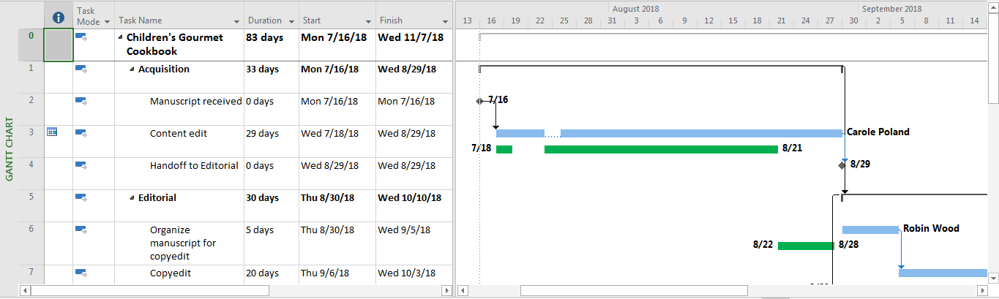 August 2018 September 2018
Task Mode Task Name Duration Start Finish 13 16 19 22 25 28 31 3 6 9 12 15 18 21 24 27 30 2 5 8 11 14
0 Children's Gourmet Cookbook 83 days Mon 7/16/18 Wed 11/7/18
1 Acquisition 33 days Mon 7/16/18 Wed 8/29/18
2 Manuscript received 0 days Mon 7/16/18 Mon 7/16/18 7/16
3 Content edit 29 days Wed 7/18/18 Wed 8/29/18 Carole Poland
7/18 8/21
4 Handoff to Editorial 0 days Wed 8/29/18 Wed 8/29/18 8/29
5 Editorial 30 days Thu 8/30/18 Wed 10/10/18
6 Organize manuscript for copyedit 5 days Thu 8/30/18 Wed 9/5/18 Robin Wood
8/22 8/28
7 Copyedit 20 days Thu 9/6/18 Wed 10/3/18
GANTT CHART